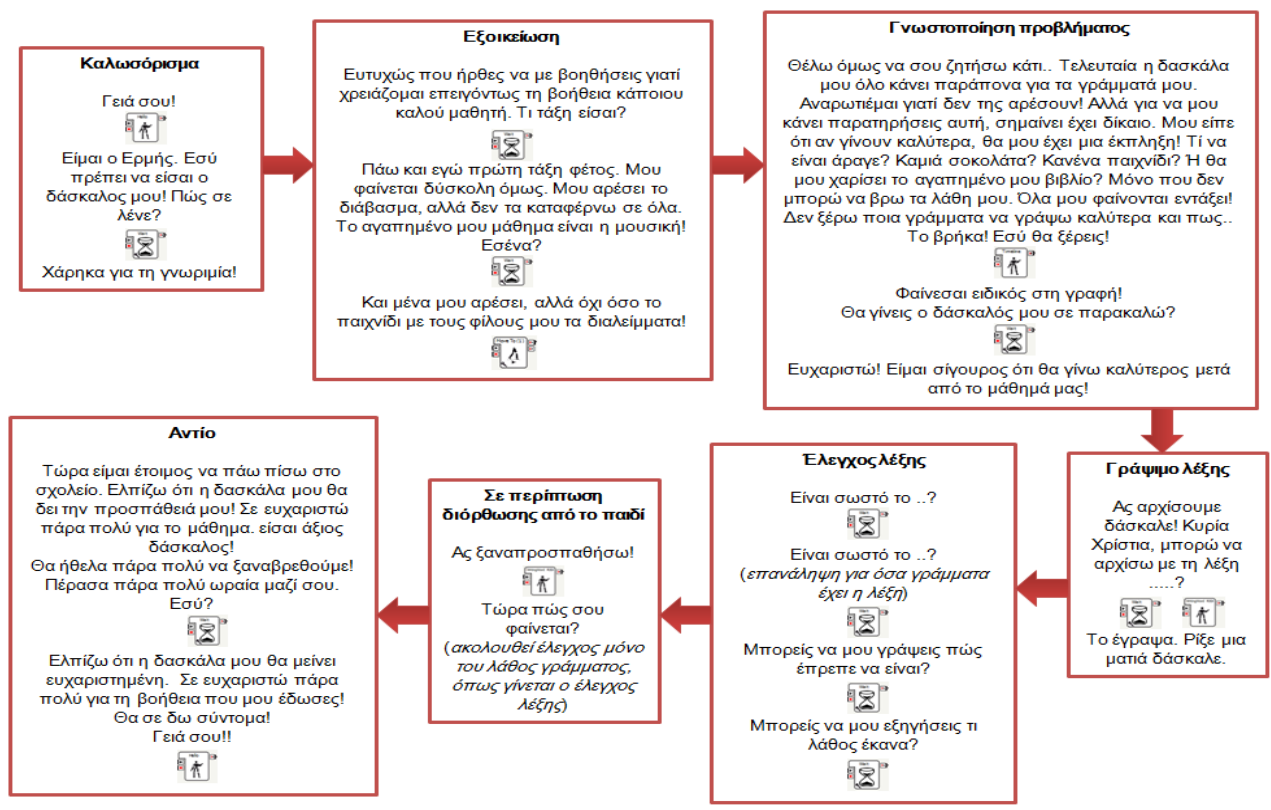 Καλωσόρισμα
Γειά σου!
Είμαι ο Ερμής. Εσύ
πρέπει να είσαι ο
δάσκαλος μου! Πώς σε
λένε?
Χάρηκα για τη γνωριμία!
Εξοικείωση
Ευτυχώς που ήρθες να με βοηθήσεις γιατί
χρειάζομαι επειγόντως τη βοήθεια κάποιου
καλού μαθητή. Τι τάξη είσαι?
Πάω και εγώ πρώτη τάξη φέτος. Μου
φαίνεται δύσκολη όμως. Μου αρέσει το
διάβασμα, αλλά δεν τα καταφέρνω σε όλα.
Το αγαπημένο μου μάθημα είναι η μουσική!
Εσένα?
Και μένα μου αρέσει, αλλά όχι όσο το
παιχνίδι με τους φίλους μου τα διαλείμματα!
Γνωστοποίηση προβλήματος
Θέλω όμως να σου ζητήσω κάτι.. Τελευταία η δασκάλα
μου όλο κάνει παράπονα για τα γράμματά μου.
Αναρωτιέμαι γιατί δεν της αρέσουν! Αλλά για να μου
κάνει παρατηρήσεις αυτή, σημαίνει έχει δίκαιο. Μου είπε
ότι αν γίνουν καλύτερα, θα μου έχει μια έκπληξη! Τί να
είναι άραγε? Καμιά σοκολάτα? Κανένα παιχνίδι? Ή θα
μου χαρίσει το αγαπημένο μου βιβλίο? Μόνο που δεν
μπορώ να βρω τα λάθη μου. Όλα μου φαίνονται εντάξει!
Δεν ξέρω ποια γράμματα να γράψω καλύτερα και πως..
Το βρήκα! Εσύ θα ξέρεις!
Φαίνεσαι ειδικός στη γραφή!
Θα γίνεις ο δάσκαλός μου σε παρακαλώ?
Ευχαριστώ! Είμαι σίγουρος ότι θα γίνω καλύτερος μετά
από το μάθημά μας!
Γράψιμο λέξης
Ας αρχίσουμε
δάσκαλε! Κυρία
Χρίστια, μπορώ να
αρχίσω με τη λέξη
.....?
Το έγραψα. Ρίξε μια
ματιά δάσκαλε.
Έλεγχος λέξης
Είναι σωστό το ..?
Είναι σωστό το ..?
(επανάληψη για όσα γράμματα
έχει η λέξη)
Μπορείς να μου γράψεις πώς
έπρεπε να είναι?
Μπορείς να μου εξηγήσεις τι
λάθος έκανα?
Σε περίπτωση
διόρθωσης από το παιδί
Ας ξαναπροσπαθήσω!
Τώρα πώς σου
φαίνεται?
(ακολουθεί έλεγχος μόνο
του λάθος γράμματος,
όπως γίνεται ο έλεγχος
λέξης)
Αντίο
Τώρα είμαι έτοιμος να πάω πίσω στο
σχολείο. Ελπίζω ότι η δασκάλα μου θα
δει την προσπάθειά μου! Σε ευχαριστώ
πάρα πολύ για το μάθημα. είσαι άξιος
δάσκαλος!
Θα ήθελα πάρα πολύ να ξαναβρεθούμε!
Πέρασα πάρα πολύ ωραία μαζί σου.
Εσύ?
Ελπίζω ότι η δασκάλα μου θα μείνει
ευχαριστημένη. Σε ευχαριστώ πάρα
πολύ για τη βοήθεια που μου έδωσες!
Θα σε δω σύντομα!
Γειά σου!!